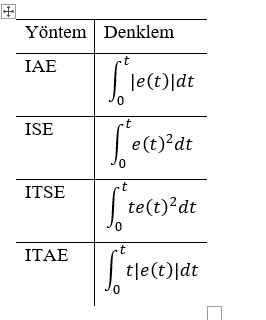 Yöntem Denklem
IAE ∫₀ᵗ |e(t)|dt
ISE ∫₀ᵗ e(t)²dt
ITSE ∫₀ᵗ te(t)²dt
ITAE ∫₀ᵗ t|e(t)|dt